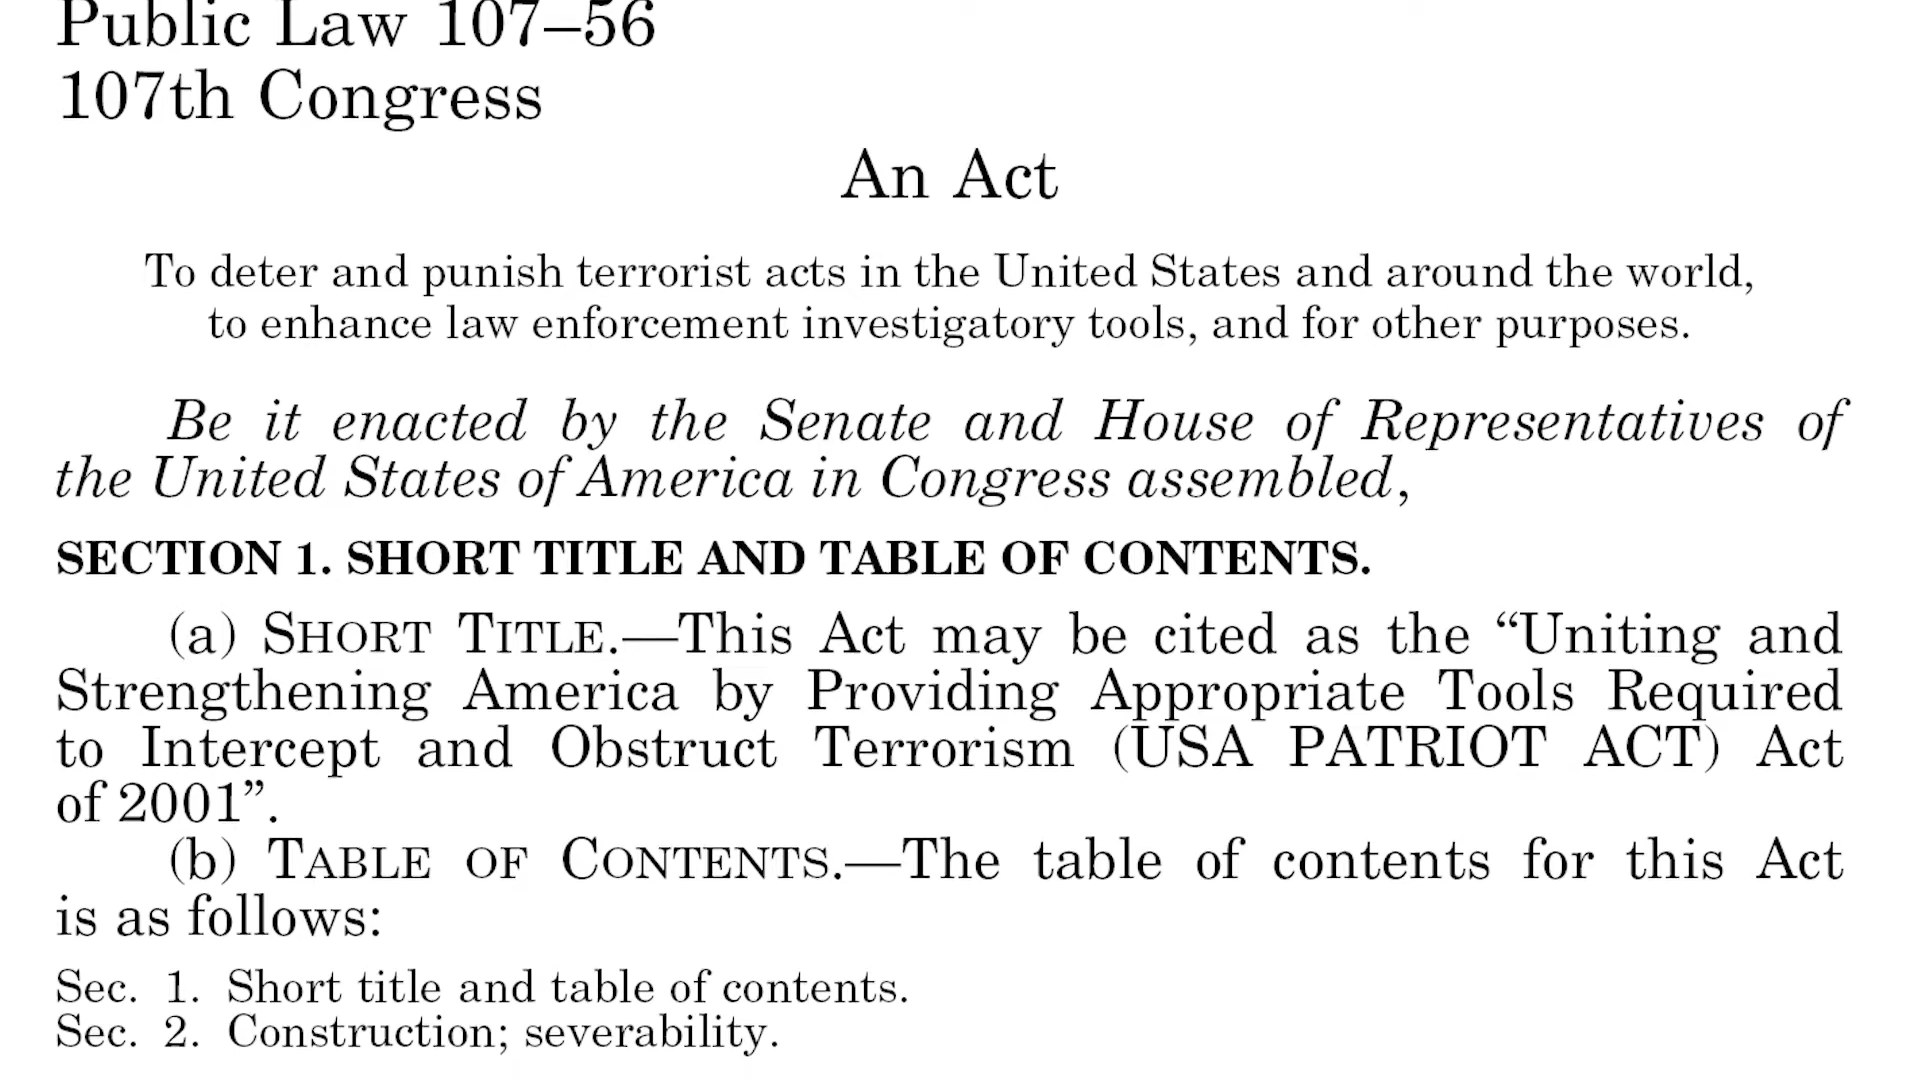 Public Law 107–56
107th Congress
An Act
To deter and punish terrorist acts in the United States and around the world,
to enhance law enforcement investigatory tools, and for other purposes.
Be it enacted by the Senate and House of Representatives of
the United States of America in Congress assembled,
SECTION 1. SHORT TITLE AND TABLE OF CONTENTS.
(a) SHORT TITLE.—This Act may be cited as the “Uniting and
Strengthening America by Providing Appropriate Tools Required
to Intercept and Obstruct Terrorism (USA PATRIOT ACT) Act
of 2001”.
(b) TABLE OF CONTENTS.—The table of contents for this Act
is as follows:
Sec. 1. Short title and table of contents.
Sec. 2. Construction; severability.